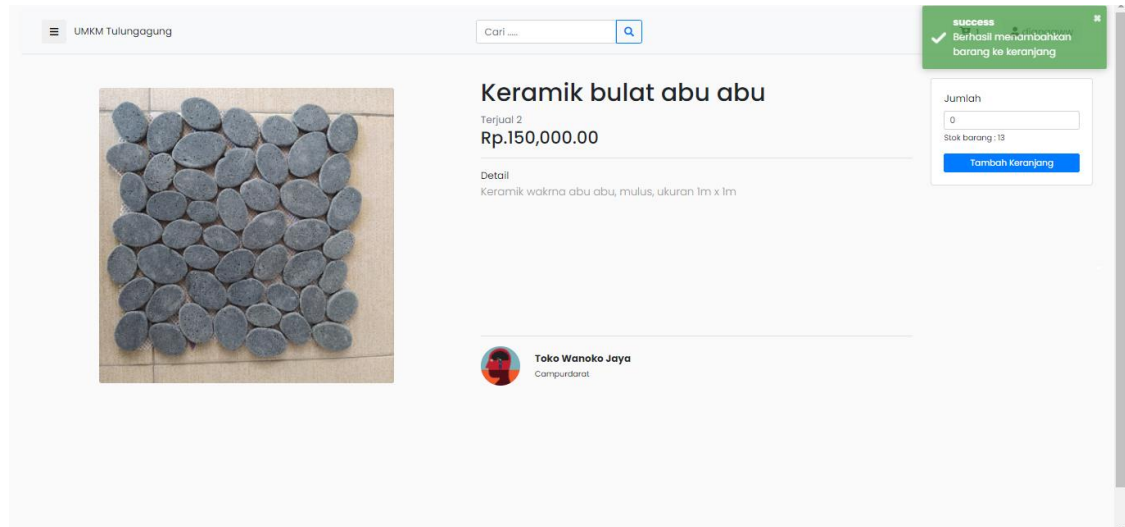 UMKM Tulungagung
Cari .....
success
Berhasil menambahkan
barang ke keranjang
Keramik bulat abu abu
Terjual 2
Rp.150,000.00
Detail
Keramik wakrna abu abu, mulus, ukuran 1m x 1m
Toko Wanoko Jaya
Campurdarat
Jumlah
0
Stok barang : 13
Tambah Keranjang